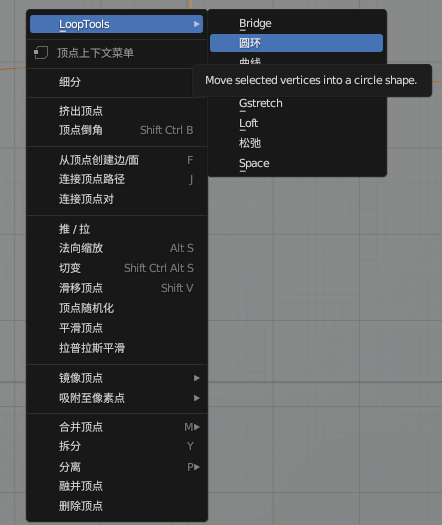 LoopTools
顶点上下文菜单
细分
挤出顶点
顶点倒角 Shift Ctrl B
从顶点创建边/面 F
连接顶点路径 J
连接顶点对
推 / 拉
法向缩放 Alt S
切变 Shift Ctrl Alt S
滑移顶点 Shift V
顶点随机化
平滑顶点
拉普拉斯平滑
镜像顶点
吸附至像素点
合并顶点 M
拆分 Y
分离 P
融并顶点
删除顶点
Bridge
圆环
曲线
Move selected vertices into a circle shape.
Gstretch
Loft
松弛
Space